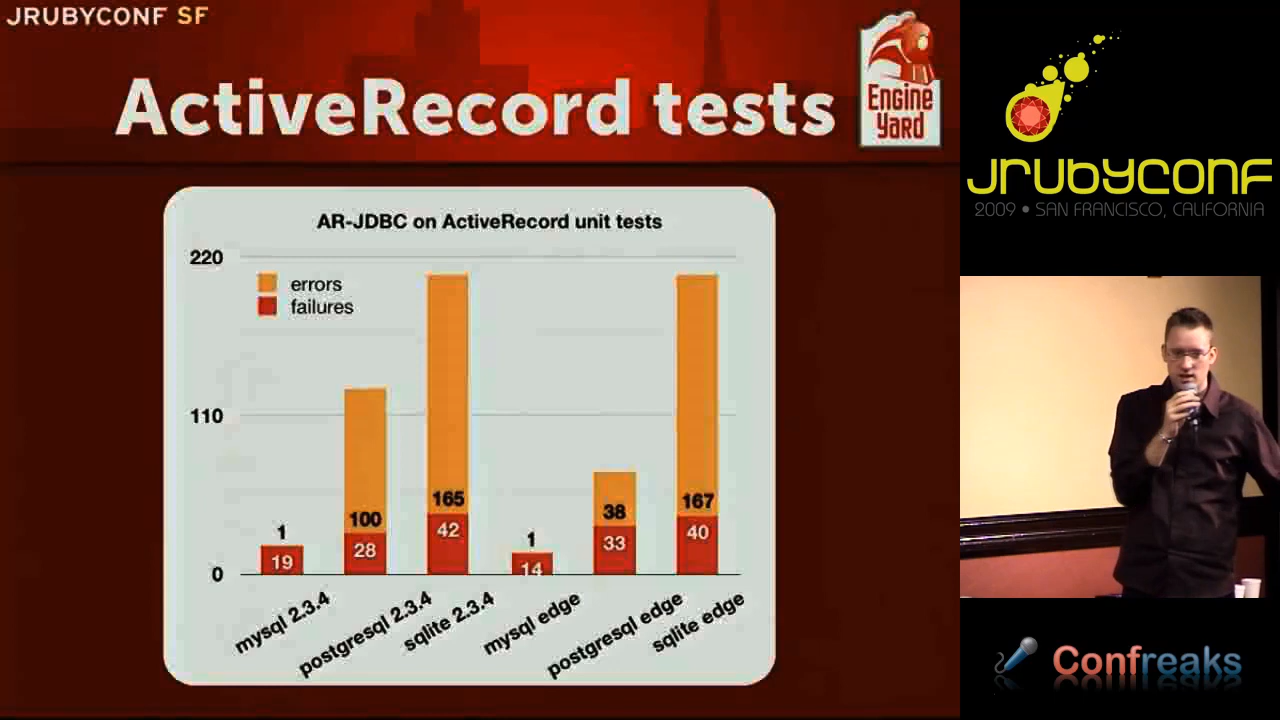 JRUBYCONF SF
ActiveRecord tests
Engine
Yard
AR-JDBC on ActiveRecord unit tests
220
110
0
errors
failures
1
19
100
28
165
42
1
14
38
33
167
40
mysql 2.3.4
postgresql 2.3.4
sqlite 2.3.4
mysql edge
postgresql edge
sqlite edge
JRUBYCONF
2009 • SAN FRANCISCO, CALIFORNIA
Confreaks